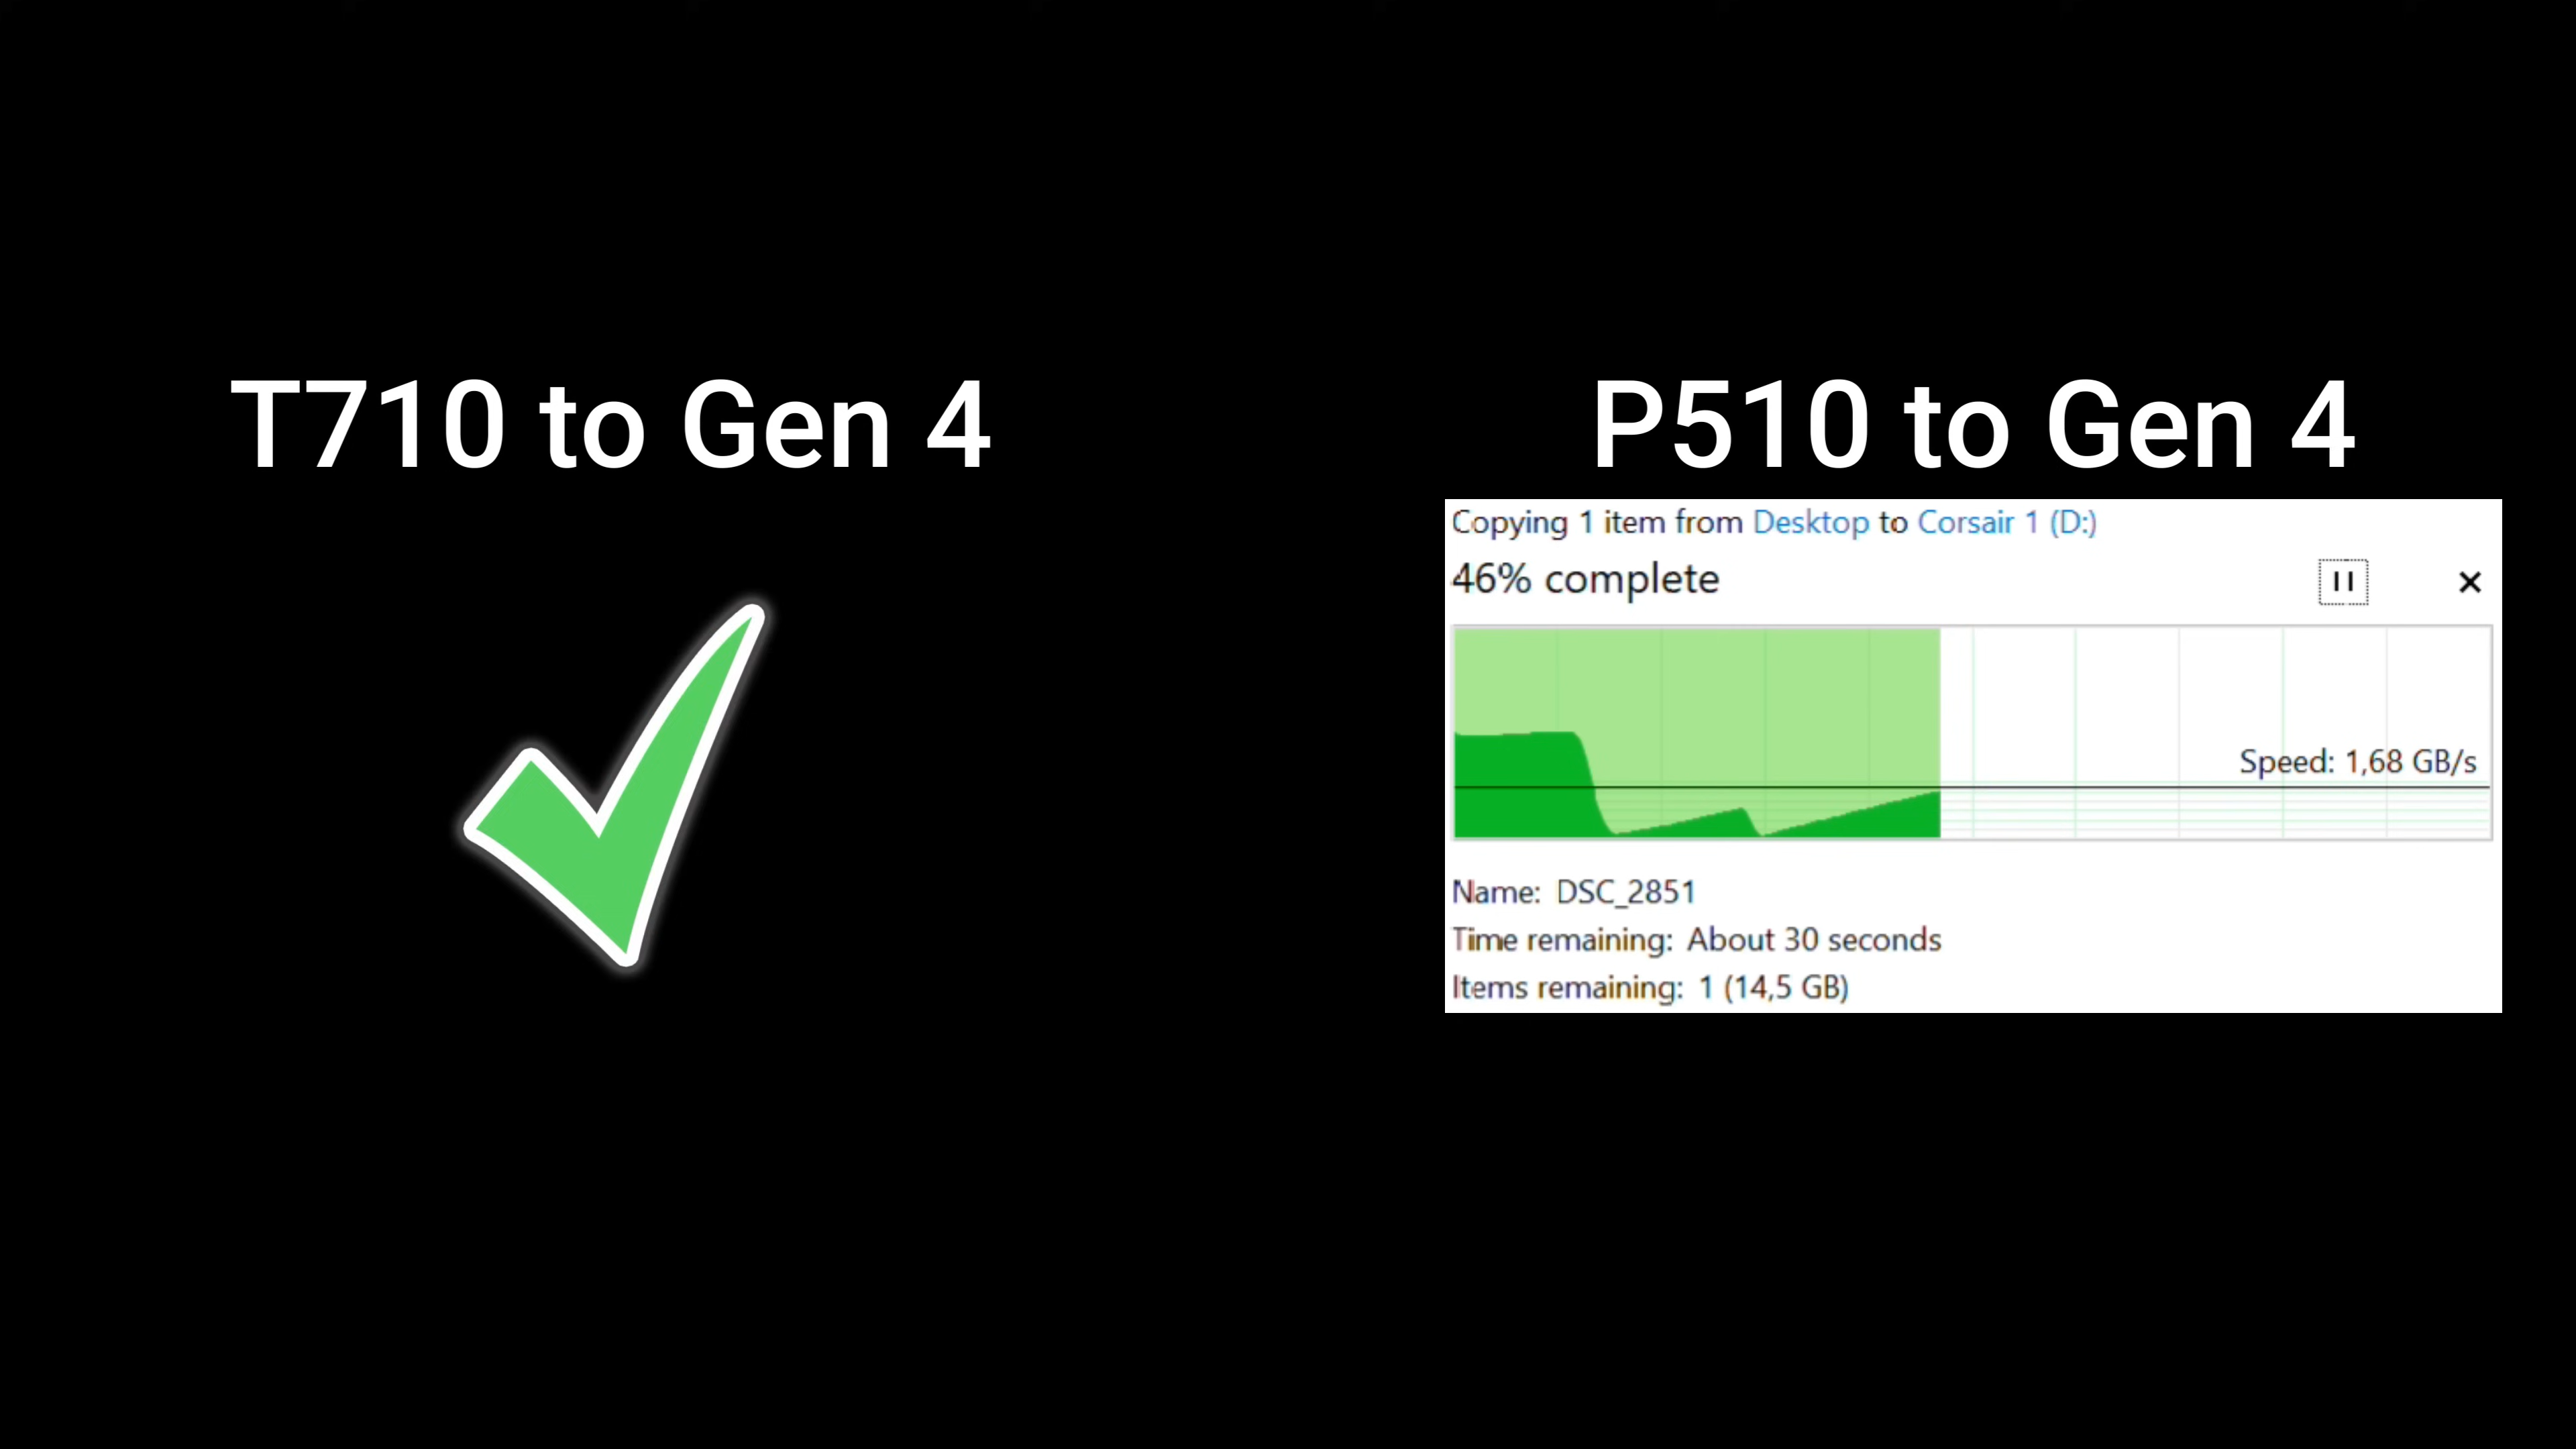 T710 to Gen 4
P510 to Gen 4
Copying 1 item from Desktop to Corsair 1 (D:)
46% complete
Speed: 1,68 GB/s
Name: DSC_2851
Time remaining: About 30 seconds
Items remaining: 1 (14,5 GB)